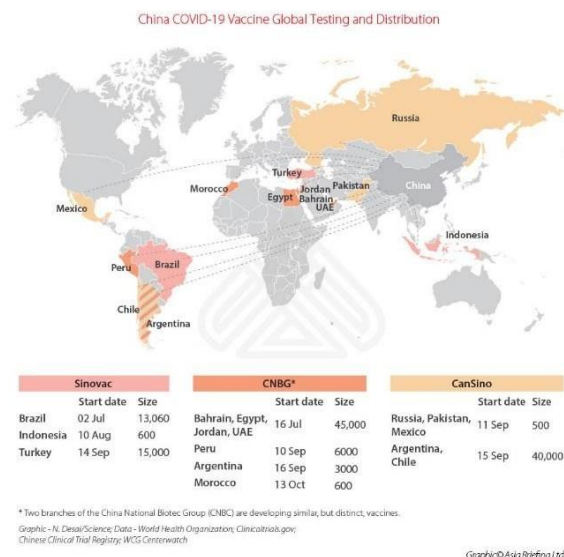 China COVID-19 Vaccine Global Testing and Distribution
Russia
Turkey
Morocco
Jordan
Pakistan
China
Egypt
Bahrain
UAE
Mexico
Indonesia
Peru
Brazil
Chile
Argentina
Sinovac
Start date Size
Brazil 02 Jul 13,060
Indonesia 10 Aug 600
Turkey 14 Sep 15,000
CNBG*
Start date Size
Bahrain, Egypt,
Jordan, UAE 16 Jul 45,000
Peru 10 Sep 6000
Argentina 16 Sep 3000
Morocco 13 Oct 600
CanSino
Start date Size
Russia, Pakistan,
Mexico 11 Sep 500
Argentina,
Chile 15 Sep 40,000
* Two branches of the China National Biotec Group (CNBC) are developing similar, but distinct, vaccines.
Graphic - N. Desai/Science; Data - World Health Organization; Clinicaltrials.gov;
Chinese Clinical Trial Registry; WCG Centerwatch
Graphic© Asia Briefing Ltd